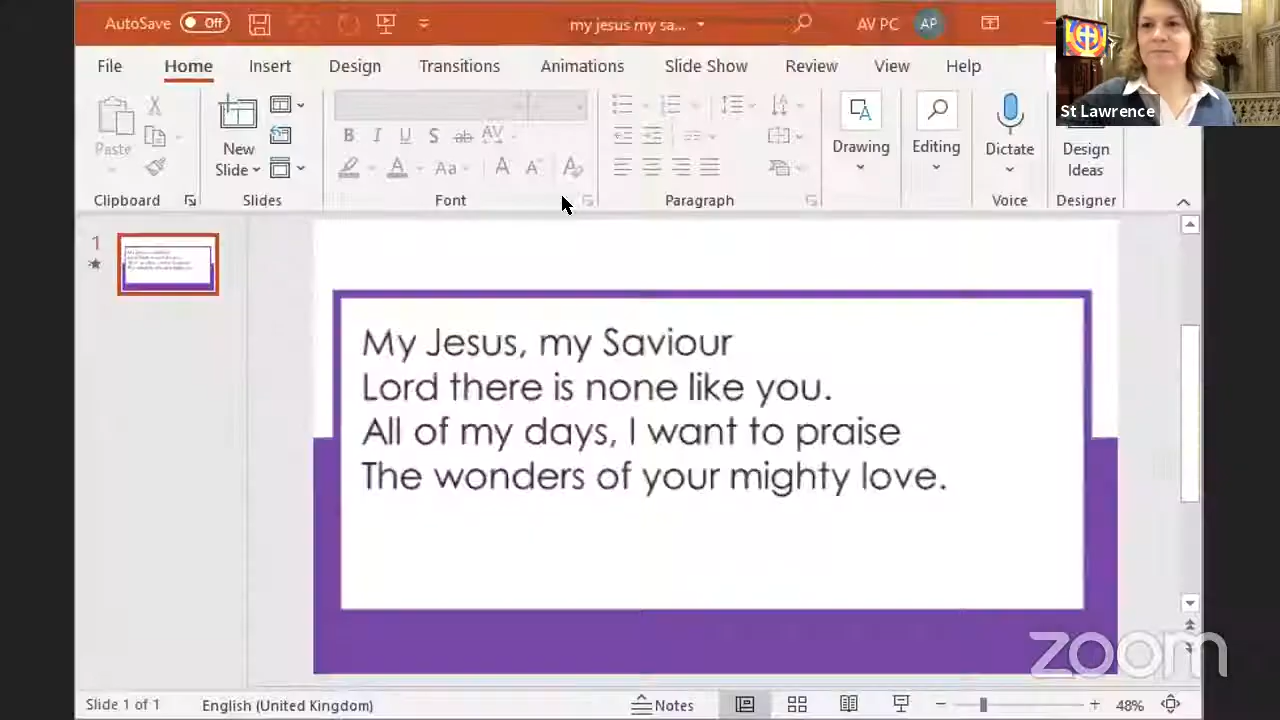 AutoSave Off my jesus my sa... AV PC AP
File Home Insert Design Transitions Animations Slide Show Review View Help
St Lawrence
Paste
New
Slide
B I U S ab AV
Aa A A
Drawing
Editing
Dictate
Design
Ideas
Clipboard Slides Font Paragraph Voice Designer
1
My Jesus, my Saviour
Lord there is none like you.
All of my days, I want to praise
The wonders of your mighty love.
zoom
Slide 1 of 1 English (United Kingdom) Notes 48%